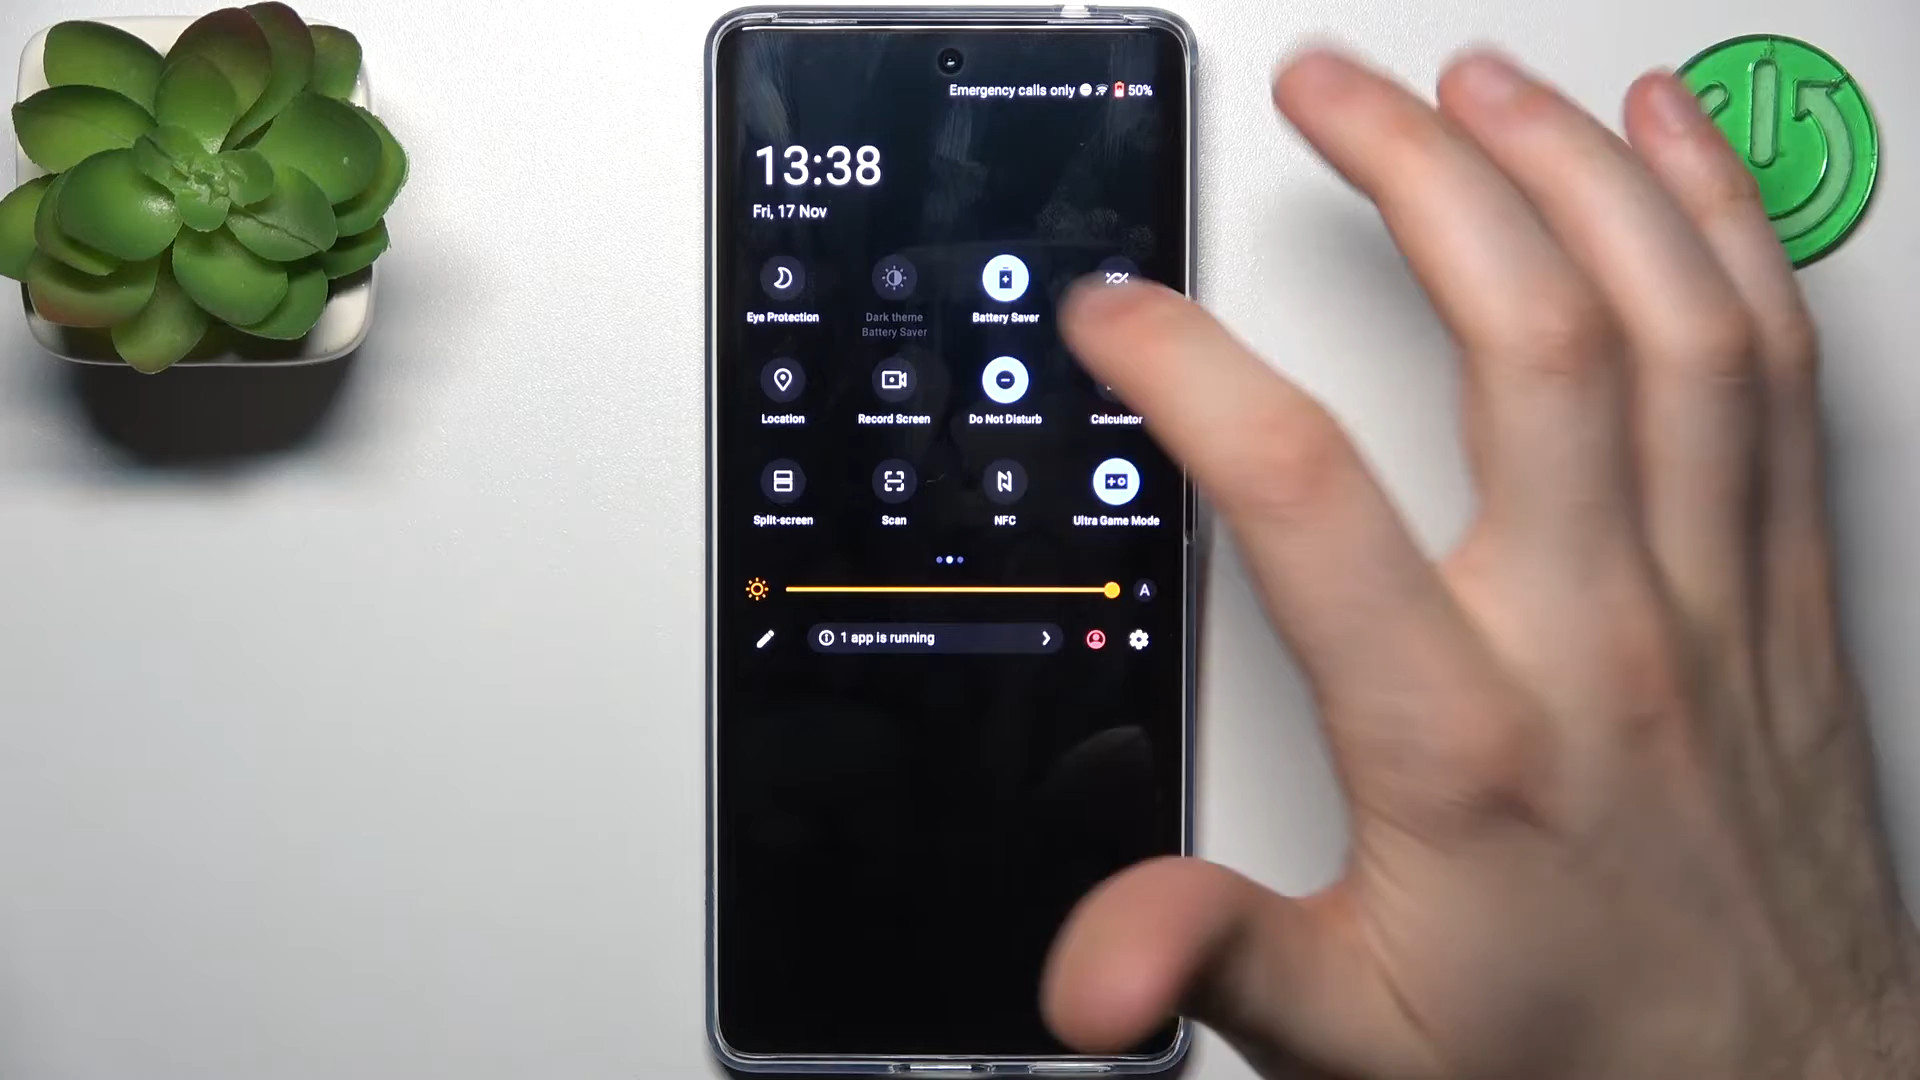 Emergency calls only 50%
13:38
Fri, 17 Nov
Eye Protection
Dark theme
Battery Saver
Battery Saver
Location
Record Screen
Do Not Disturb
Calculator
Split-screen
Scan
NFC
Ultra Game Mode
A
1 app is running